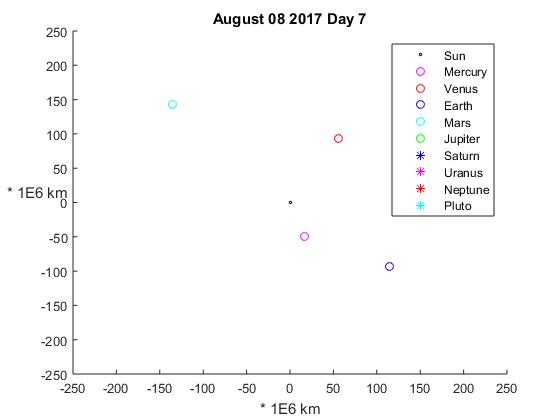 August 08 2017 Day 7
250
200
150
100
50
0
-50
-100
-150
-200
-250
* 1E6 km
-250 -200 -150 -100 -50 0 50 100 150 200 250
* 1E6 km
Sun
Mercury
Venus
Earth
Mars
Jupiter
Saturn
Uranus
Neptune
Pluto